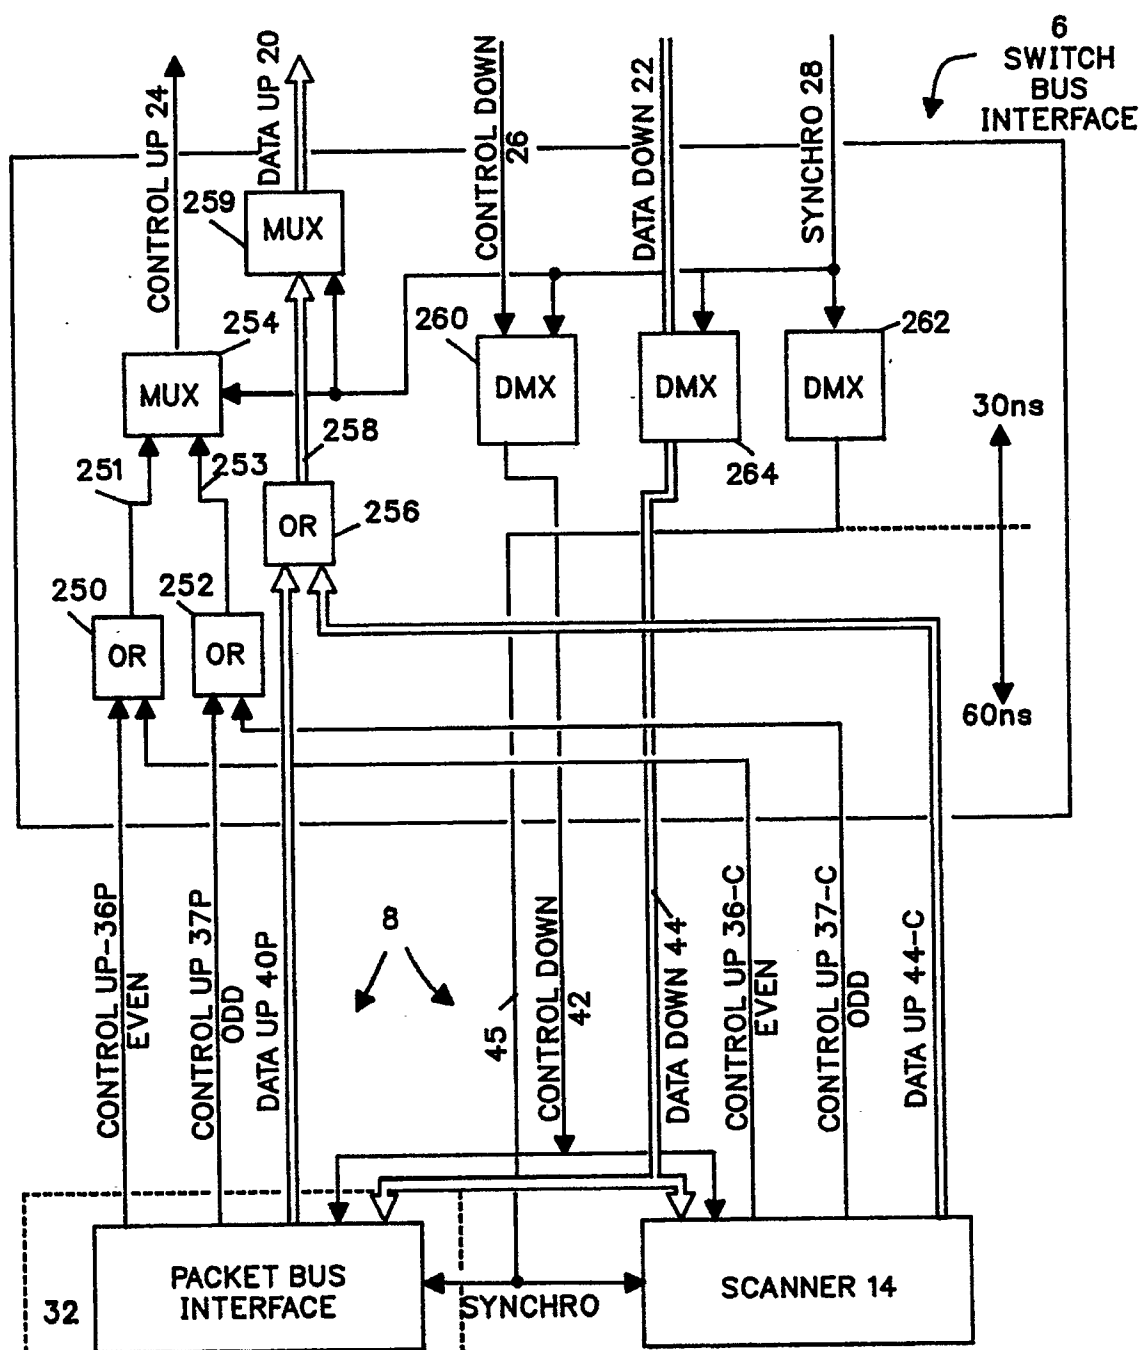 6
SWITCH
BUS
INTERFACE
CONTROL UP 24
DATA UP 20
CONTROL DOWN
26
DATA DOWN 22
SYNCHRO 28
259
MUX
254
MUX
260
DMX
DMX
264
262
DMX
30ns
60ns
251
253
258
OR
256
250
OR
252
OR
8
CONTROL UP-36P
EVEN
CONTROL UP 37P
ODD
DATA UP 40P
45
CONTROL DOWN
42
DATA DOWN 44
CONTROL UP 36-C
EVEN
CONTROL UP 37-C
ODD
DATA UP 44-C
32
PACKET BUS
INTERFACE
SYNCHRO
SCANNER 14